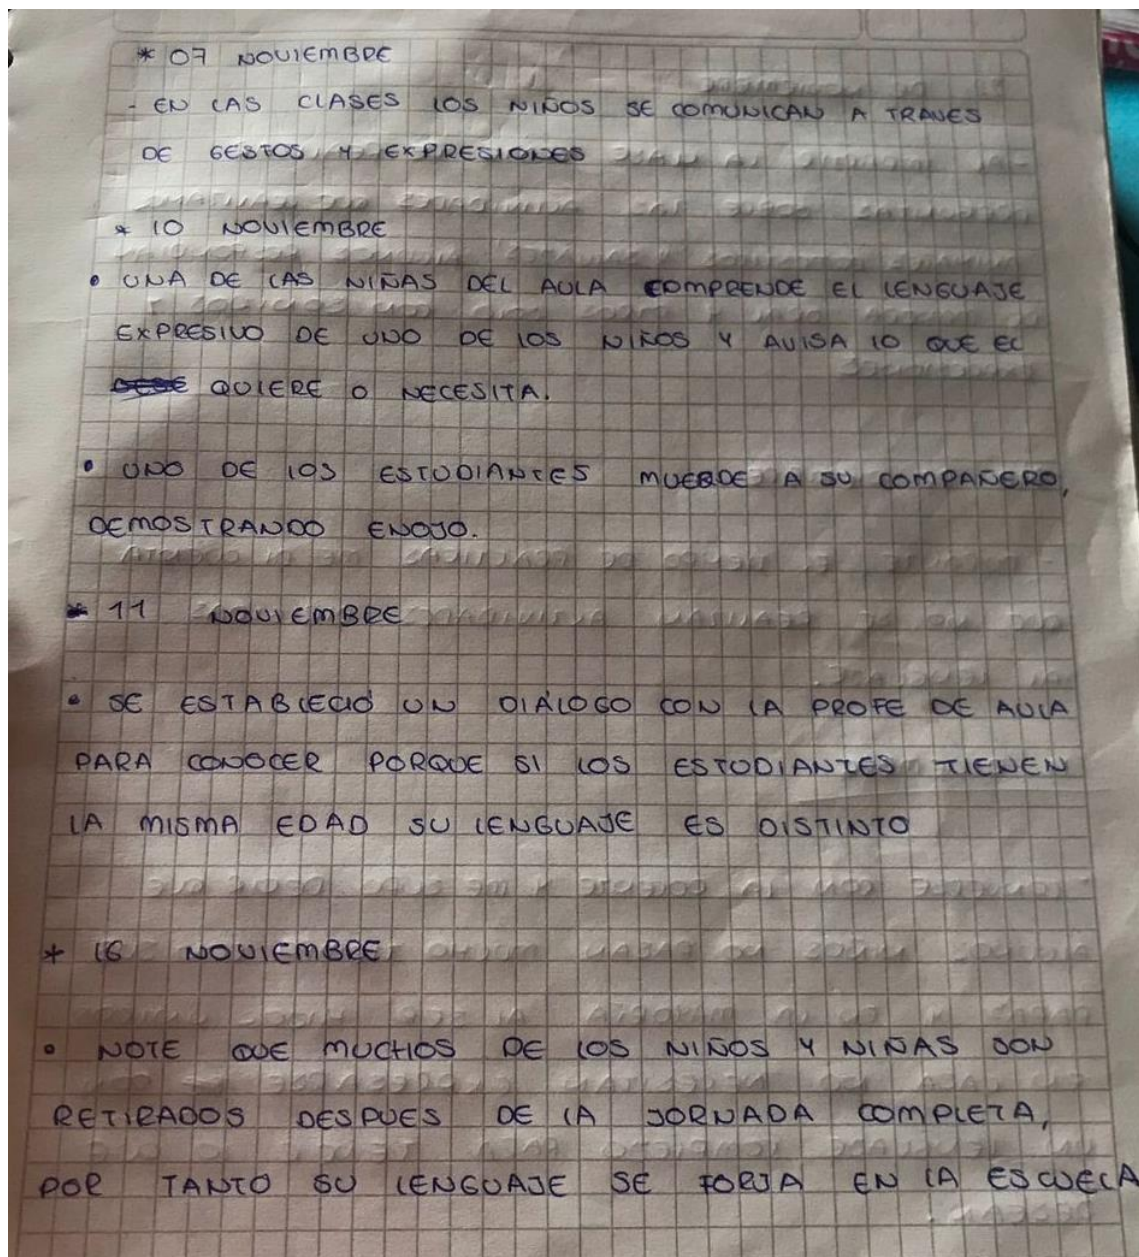 * 07 NOVIEMBRE
- EN LAS CLASES LOS NIÑOS SE COMUNICAN A TRAVES
DE GESTOS Y EXPRESIONES
* 10 NOVIEMBRE
• UNA DE LAS NIÑAS DEL AULA COMPRENDE EL LENGUAJE
EXPRESIVO DE UNO DE LOS NIÑOS Y AVISA LO QUE EL
QUIERE O NECESITA.
• UNO DE LOS ESTUDIANTES MUERDE A SU COMPAÑERO,
DEMOSTRANDO ENOJO.
* 11 NOVIEMBRE
• SE ESTABLECIÓ UN DIÁLOGO CON LA PROFE DE AULA
PARA CONOCER PORQUE SI LOS ESTUDIANTES TIENEN
LA MISMA EDAD SU LENGUAJE ES DISTINTO
* 16 NOVIEMBRE
• NOTE QUE MUCHOS DE LOS NIÑOS Y NIÑAS SON
RETIRADOS DESPUES DE LA JORNADA COMPLETA,
POR TANTO SU LENGUAJE SE FORJA EN LA ESCUELA